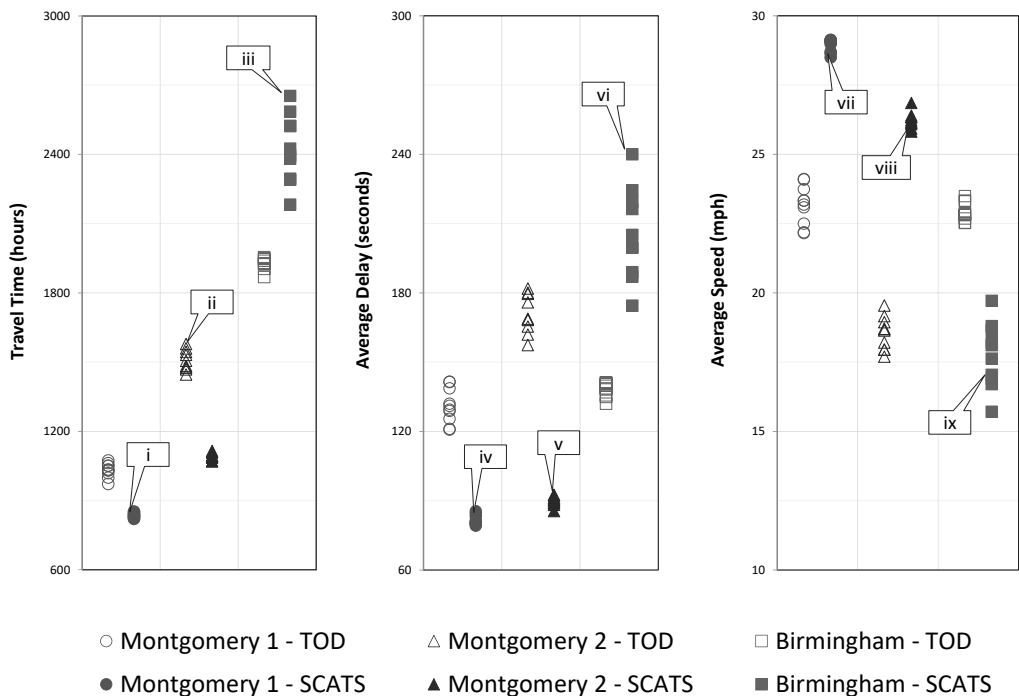 Travel Time (hours)
3000
2400
1800
1200
600
iii
ii
i
Average Delay (seconds)
300
240
180
120
60
vi
iv
v
Average Speed (mph)
30
25
20
15
10
vii
viii
ix
Montgomery 1 - TOD
Montgomery 2 - TOD
Birmingham - TOD
Montgomery 1 - SCATS
Montgomery 2 - SCATS
Birmingham - SCATS